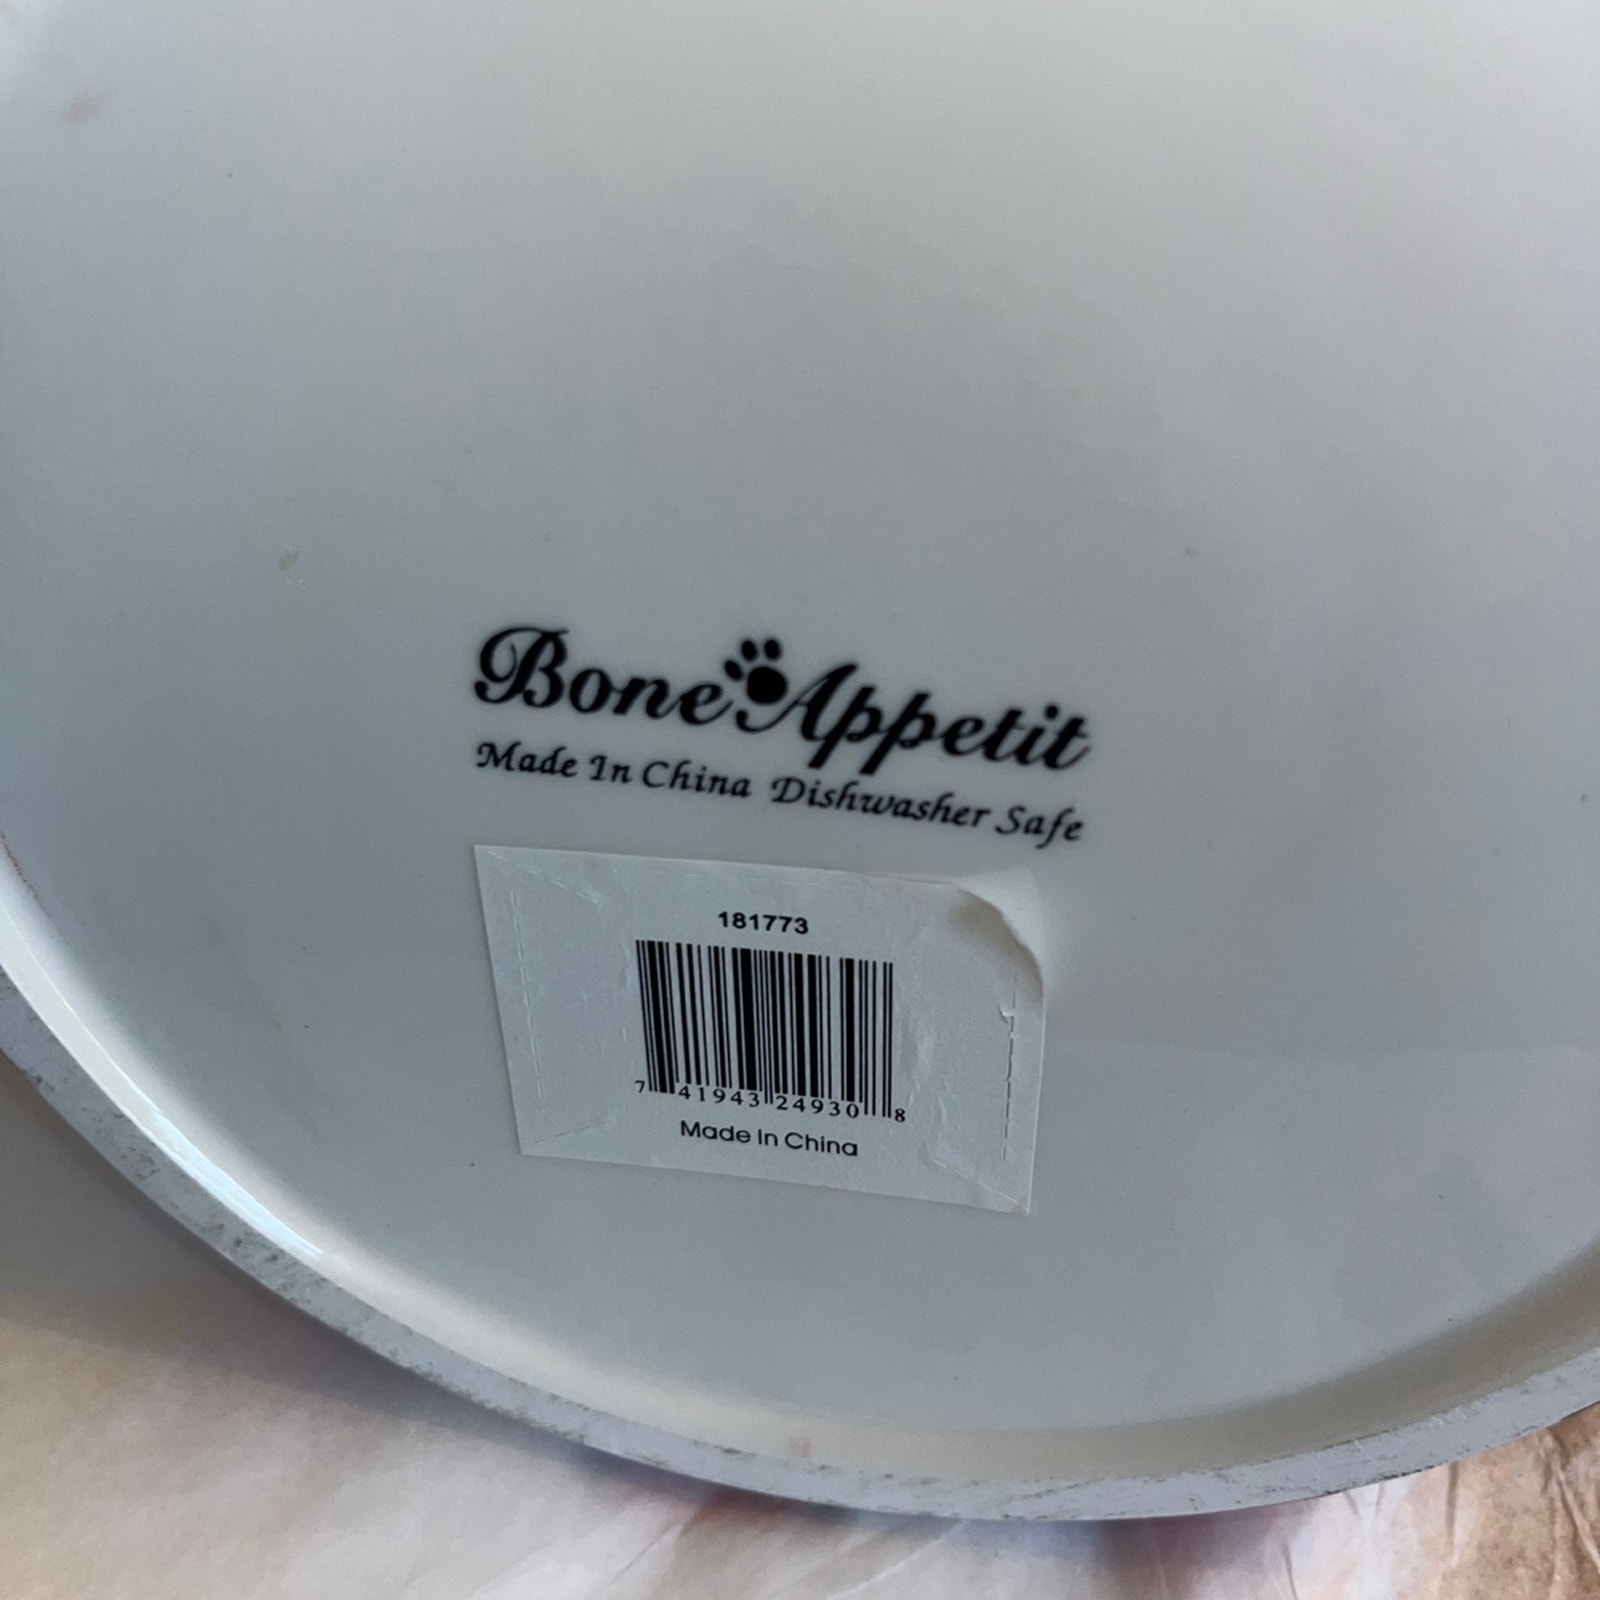 Bone Appetit
Made In China Dishwasher Safe
181773
7 41943 24930 8
Made In China